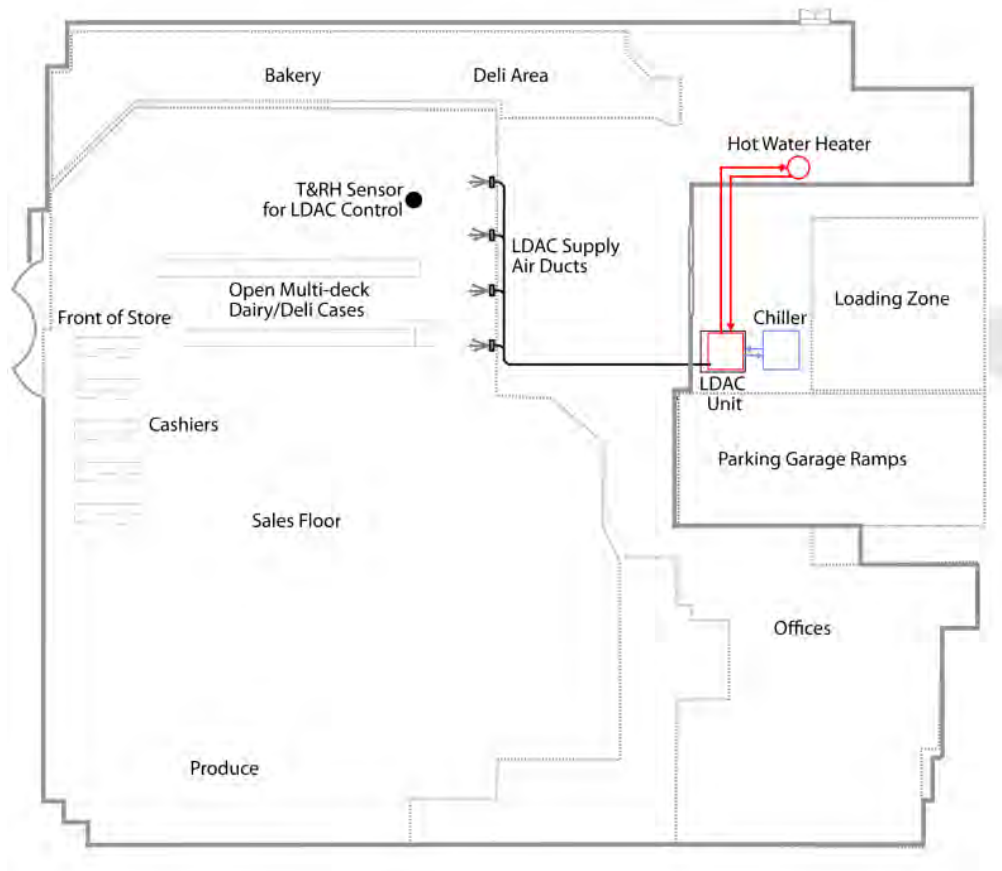 Bakery
Deli Area
Hot Water Heater
T&RH Sensor
for LDAC Control
LDAC Supply
Air Ducts
Open Multi-deck
Dairy/Deli Cases
Front of Store
Loading Zone
Chiller
LDAC
Unit
Cashiers
Parking Garage Ramps
Sales Floor
Offices
Produce